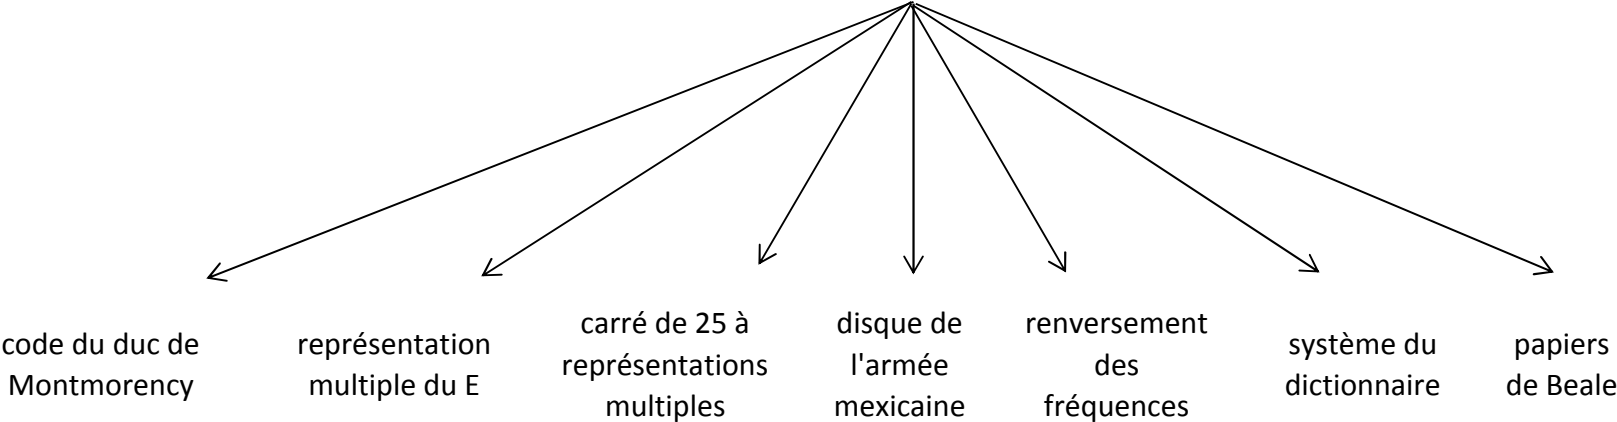 code du duc de
Montmorency
représentation
multiple du E
carré de 25 à
représentations
multiples
disque de
l'armée
mexicaine
renversement
des
fréquences
système du
dictionnaire
papiers
de Beale